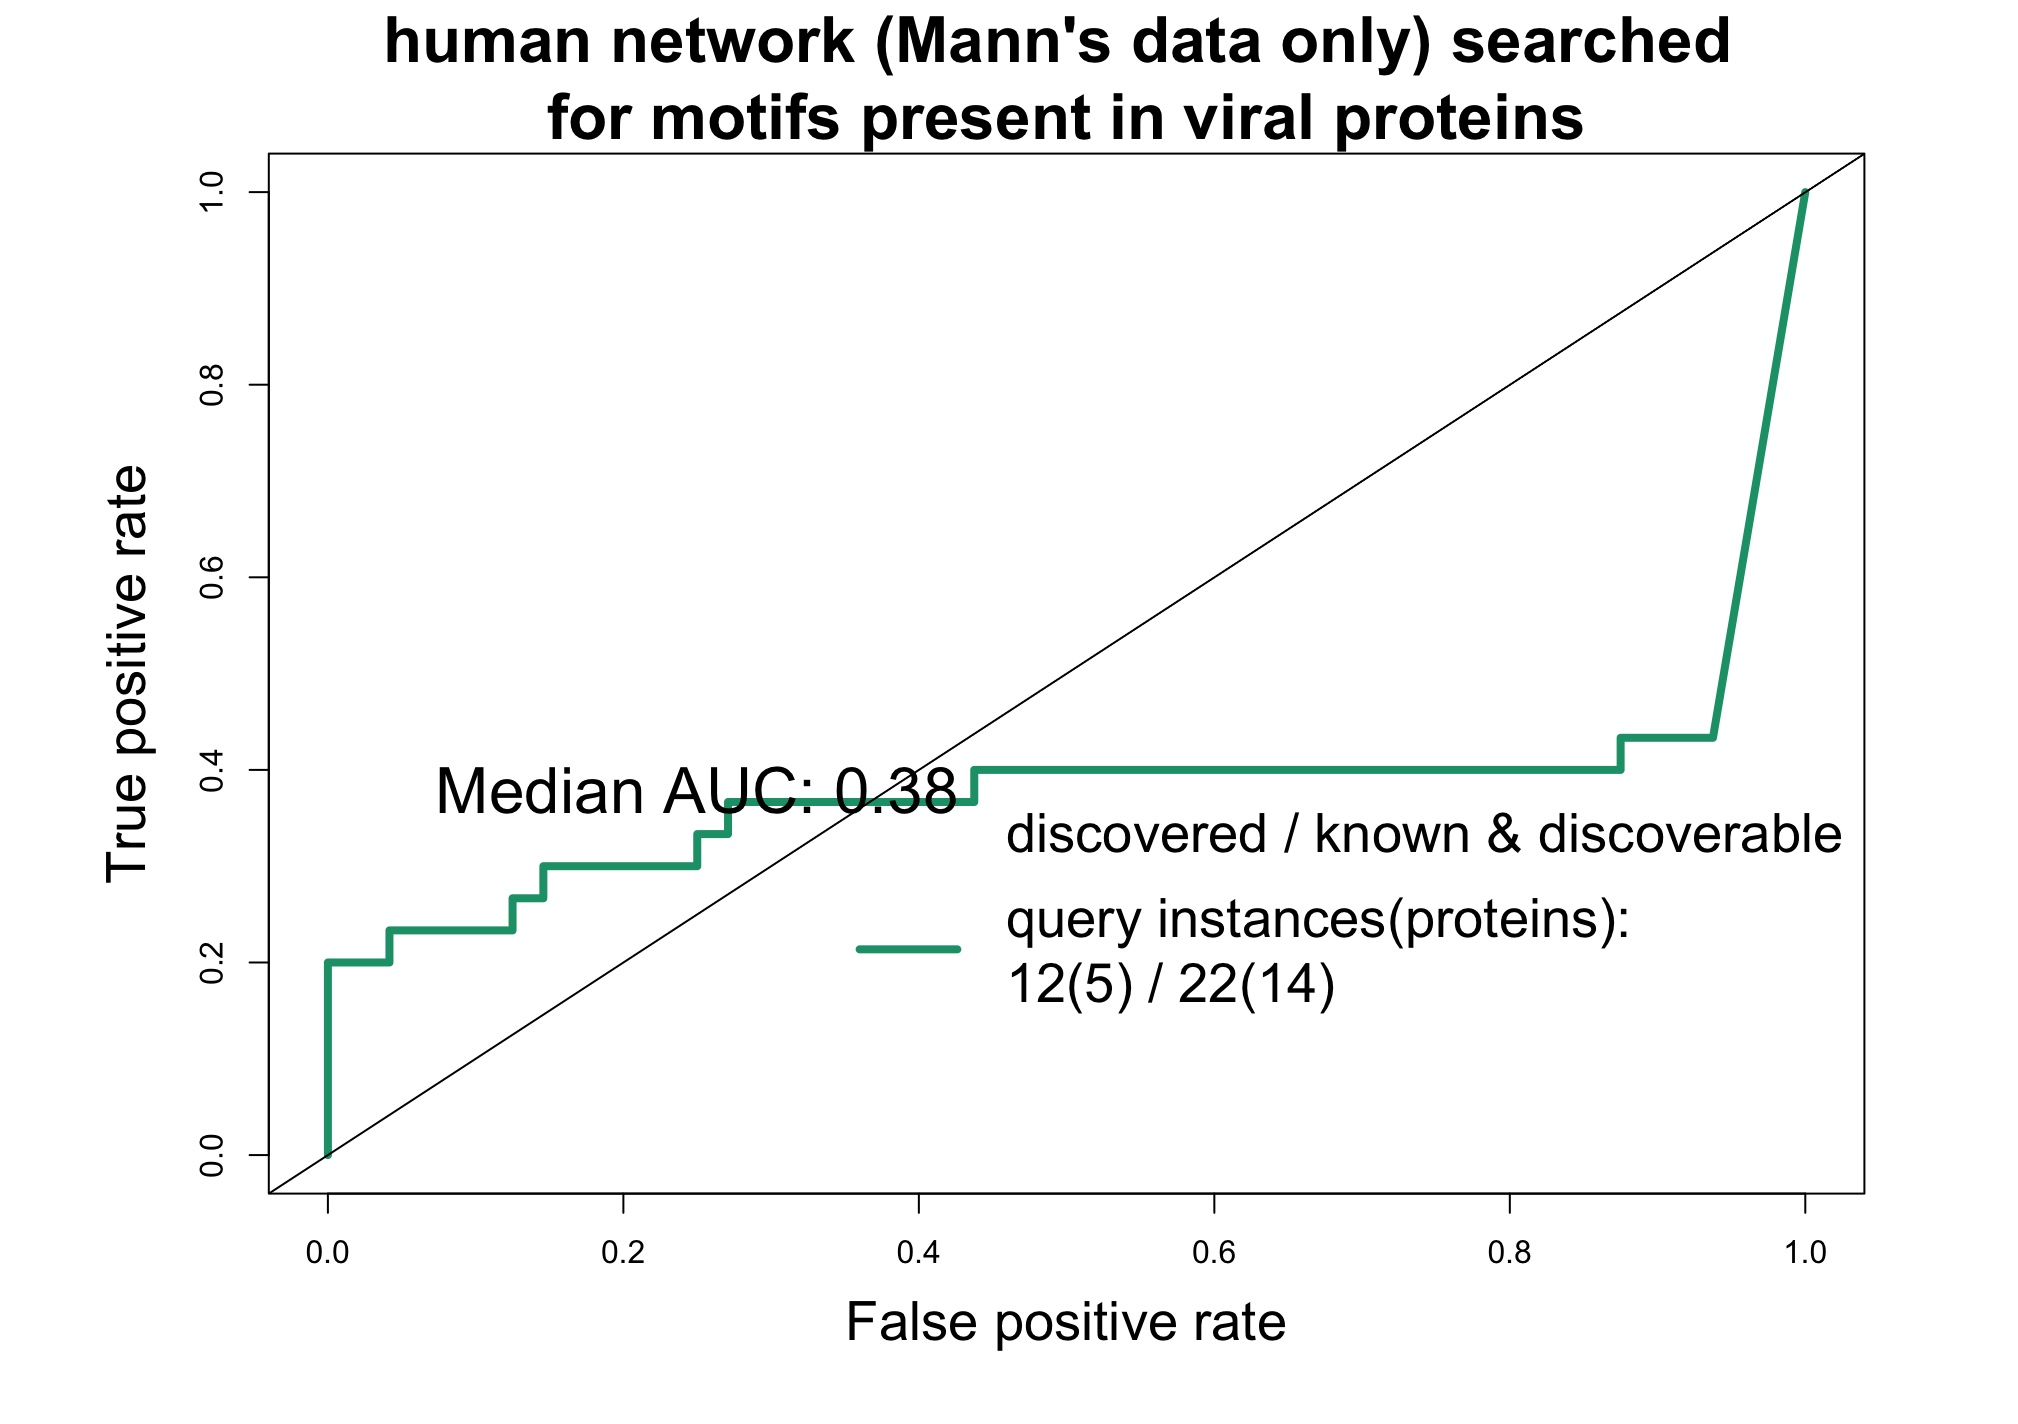 human network (Mann's data only) searched
for motifs present in viral proteins
True positive rate
1.0
0.8
0.6
0.4
0.2
0.0
Median AUC: 0.38
discovered / known & discoverable
query instances(proteins):
12(5) / 22(14)
0.0 0.2 0.4 0.6 0.8 1.0
False positive rate